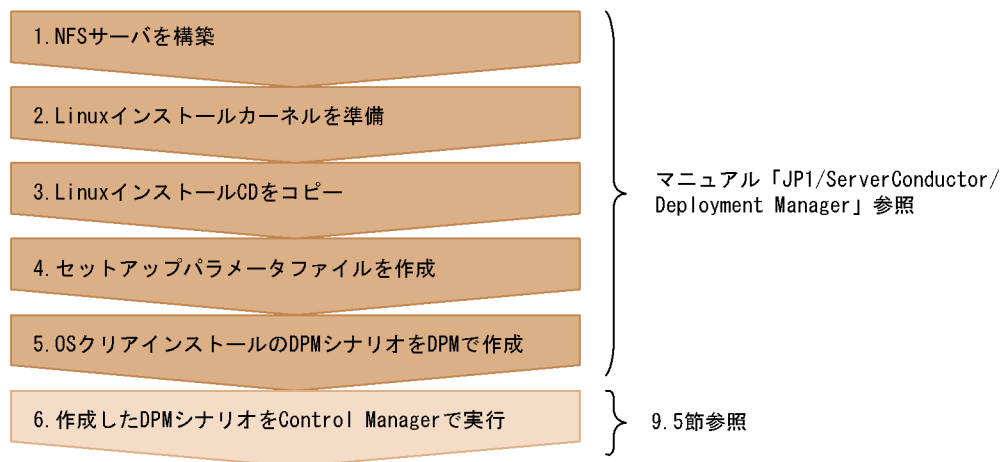 1.NFSサーバを構築
2.Linuxインストールカーネルを準備
3.LinuxインストールCDをコピー
4.セットアップパラメータファイルを作成
5.OSクリアインストールのDPMシナリオをDPMで作成
6.作成したDPMシナリオをControl Managerで実行
マニュアル「JP1/ServerConductor/
Deployment Manager」参照
9.5節参照